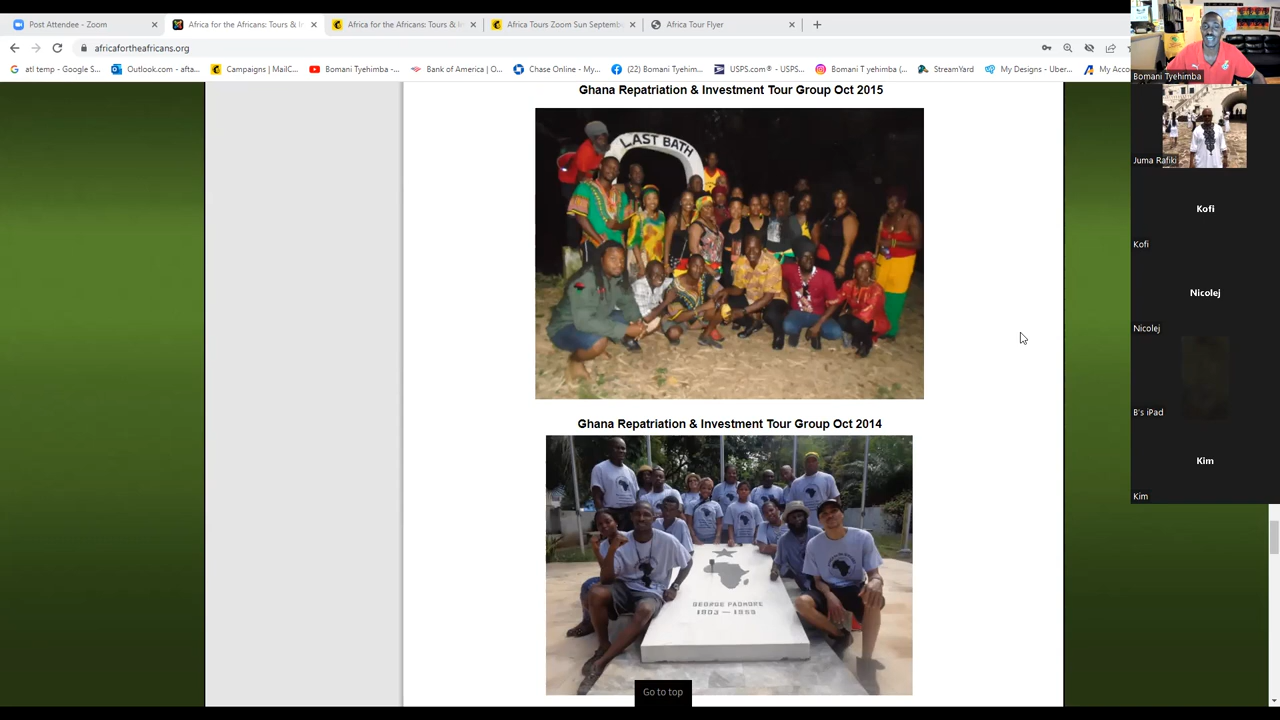 Post Attendee - Zoom
Africa for the Africans: Tours & In
Africa for the Africans: Tours & In
Africa Tours Zoom Sun Septemb
Africa Tour Flyer
africafortheafricans.org
atl temp - Google S...
Outlook.com - afta...
Campaigns | MailC...
Bomani Tyehimba -...
Bank of America | O...
Chase Online - My...
(22) Bomani Tyehim...
USPS.com® - USPS...
Bomani T yehimba (...
StreamYard
My Designs - Uber...
My Accou
Ghana Repatriation & Investment Tour Group Oct 2015
LAST BATH
Ghana Repatriation & Investment Tour Group Oct 2014
GEORGE PADMORE
1903 — 1959
Go to top
Bomani Tyehimba
Juma Rafiki
Kofi
Kofi
Nicolej
Nicolej
B's iPad
Kim
Kim